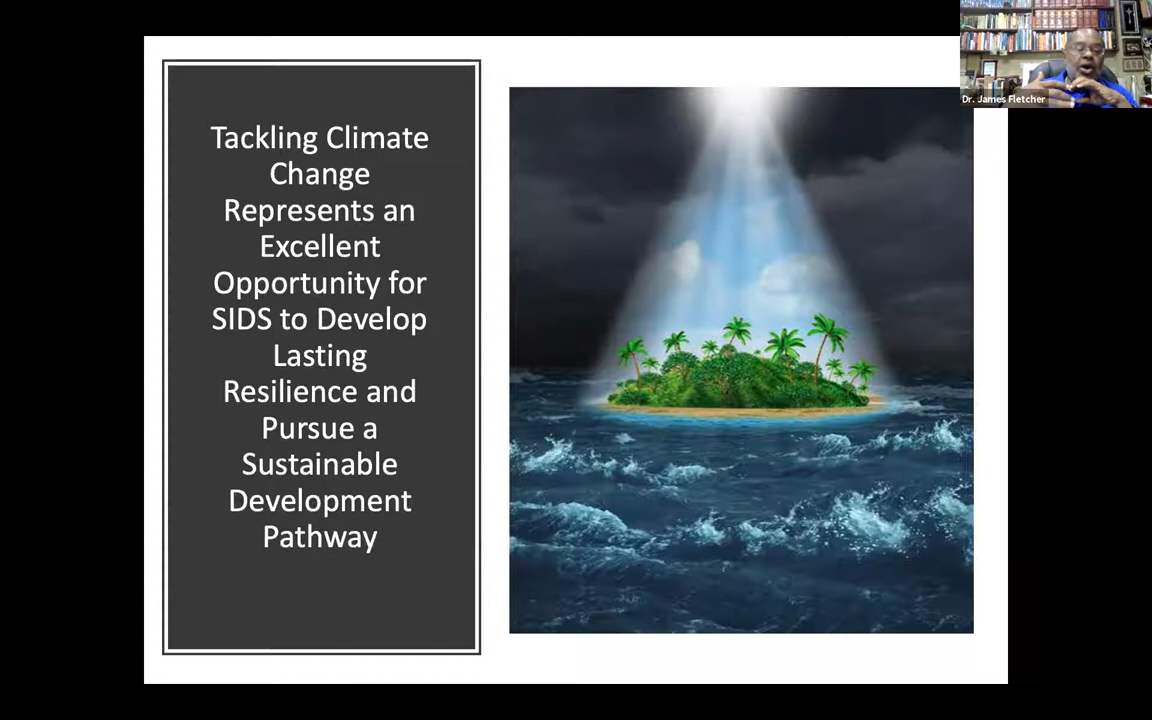 Tackling Climate
Change
Represents an
Excellent
Opportunity for
SIDS to Develop
Lasting
Resilience and
Pursue a
Sustainable
Development
Pathway
Dr. James Fletcher